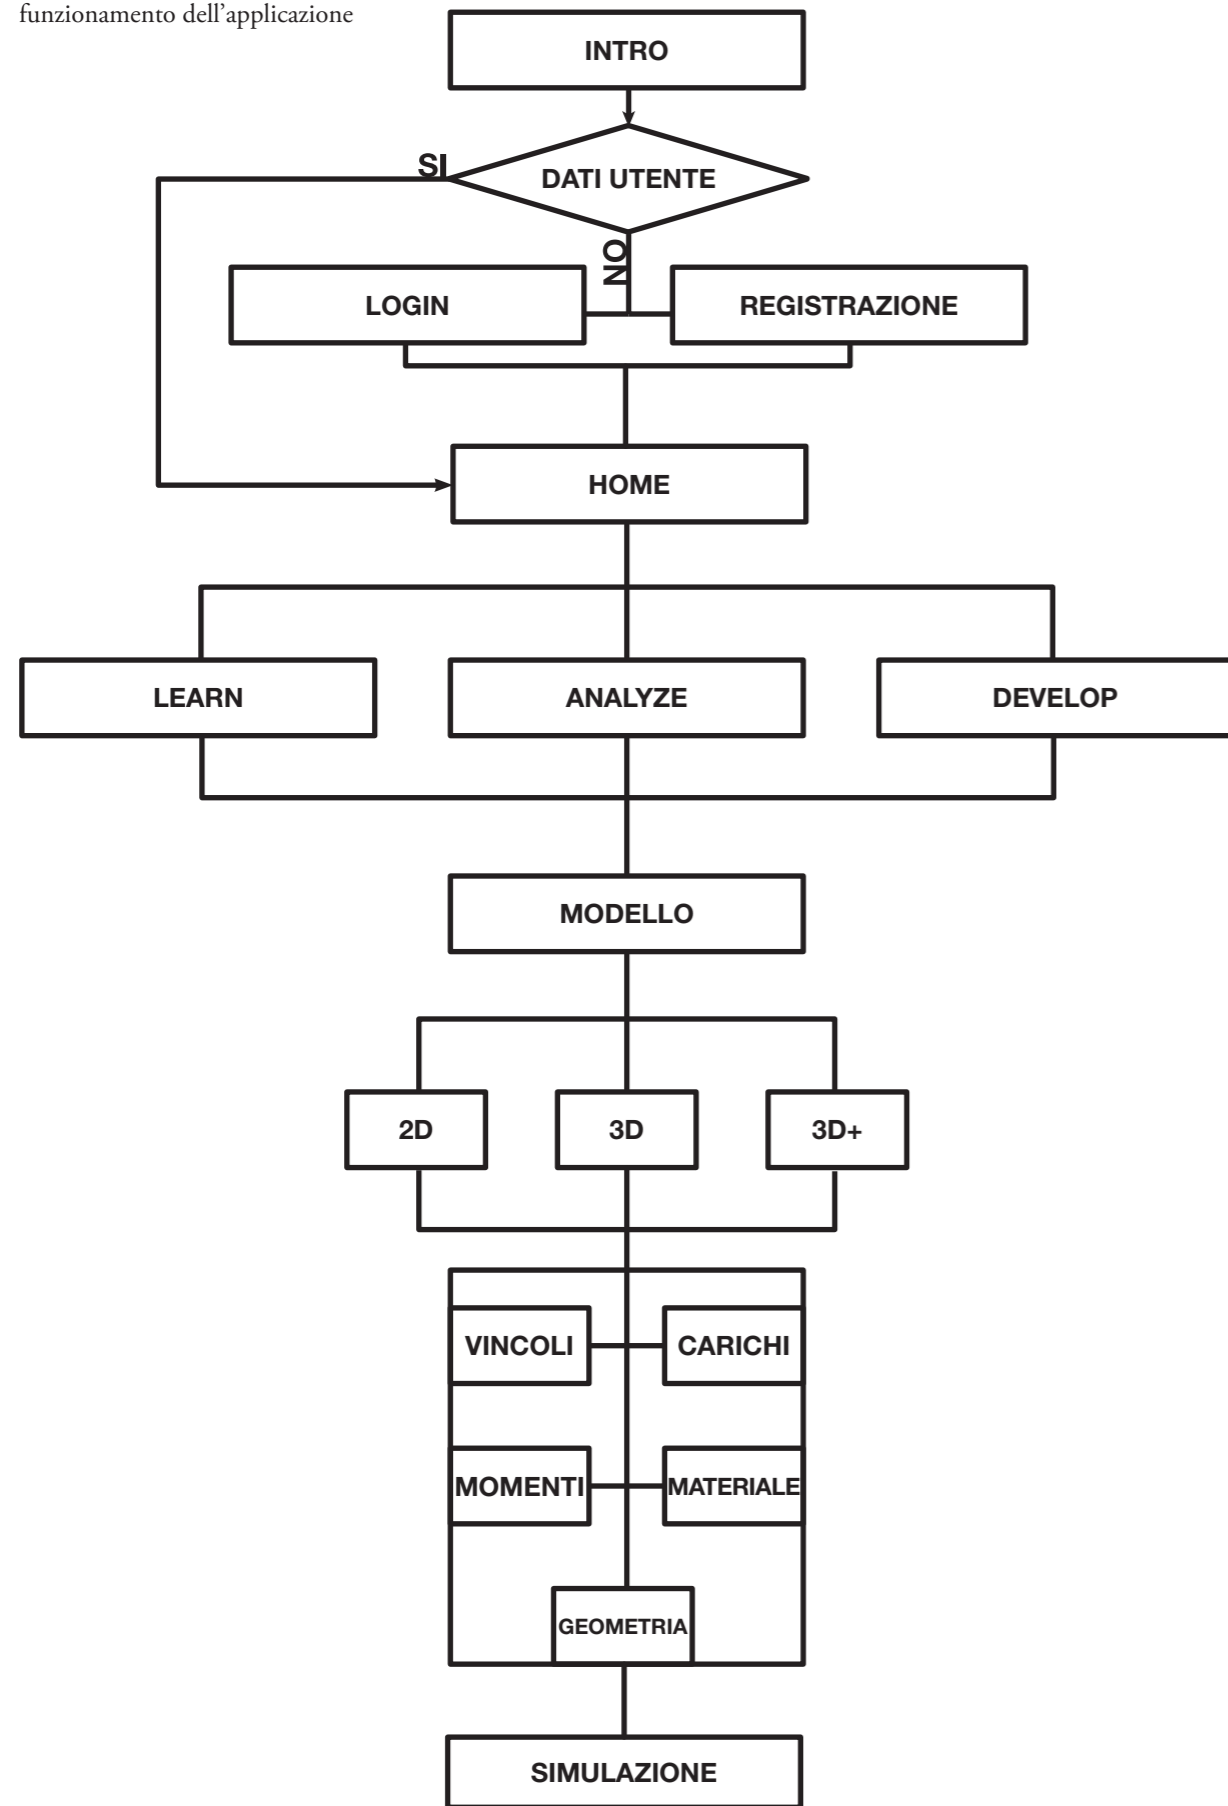 funzionamento dell’applicazione
INTRO
SI
DATI UTENTE
NO
LOGIN
REGISTRAZIONE
HOME
LEARN
ANALYZE
DEVELOP
MODELLO
2D
3D
3D+
VINCOLI
CARICHI
MOMENTI
MATERIALE
GEOMETRIA
SIMULAZIONE